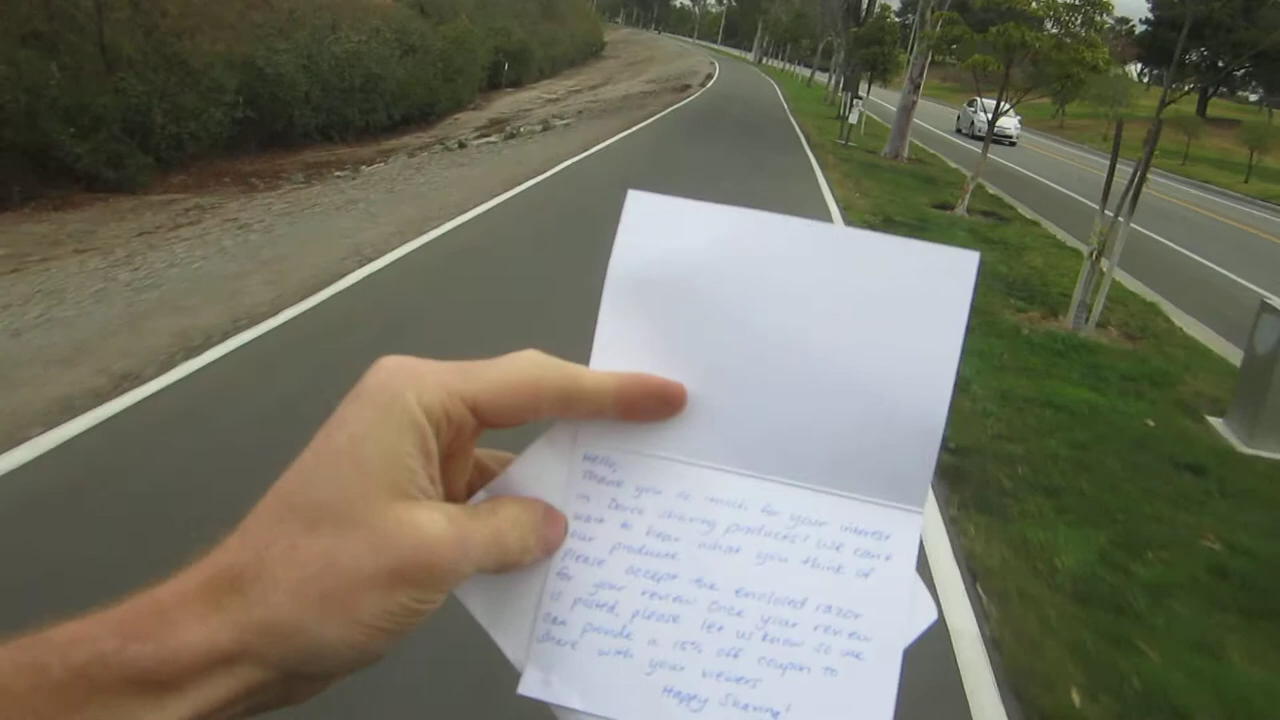 Hello,
Thank you so much for your interest
in Dorco shaving products! We can't
wait to hear what you think of
our products.
Please accept the enclosed razor
for your review. Once your review
is posted, please let us know so we
can provide a 15% off coupon to
share with your viewers
Happy Shaving!